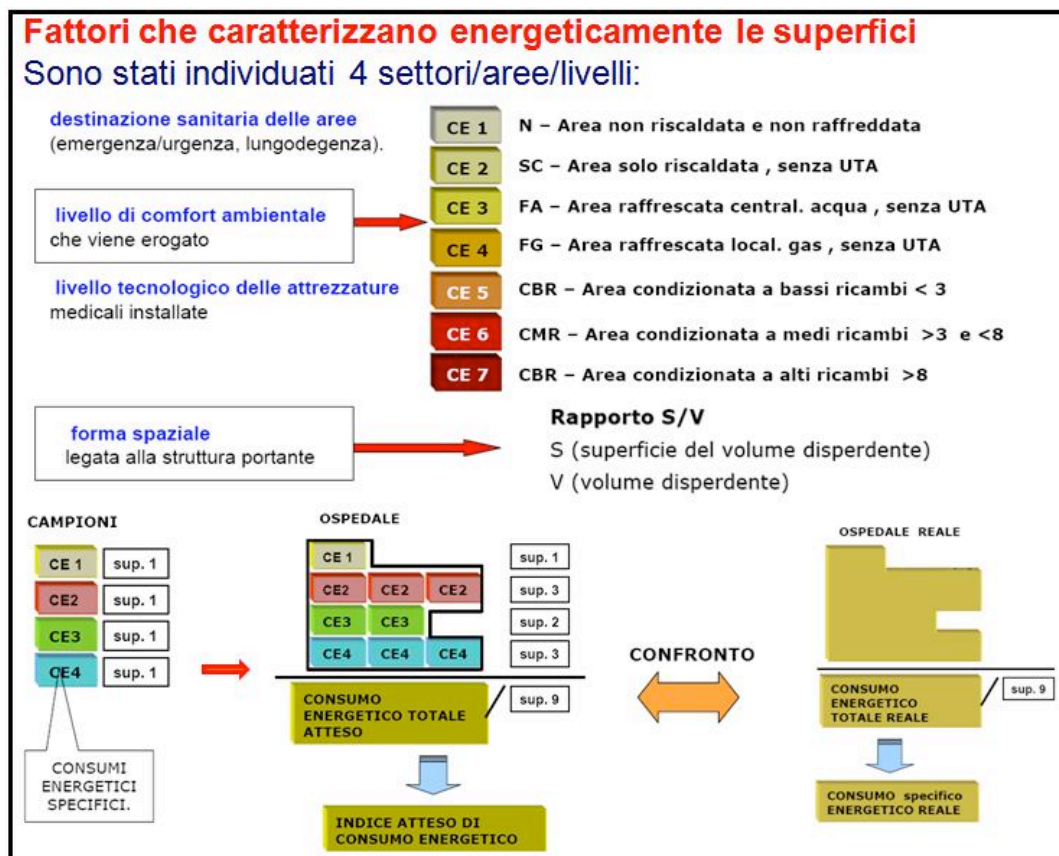 Fattori che caratterizzano energeticamente le superfici
Sono stati individuati 4 settori/aree/livelli:
destinazione sanitaria delle aree
(emergenza/urgenza, lungodegenza).
livello di comfort ambientale
che viene erogato
livello tecnologico delle attrezzature
medicali installate
CE 1 N – Area non riscaldata e non raffreddata
CE 2 SC – Area solo riscaldata , senza UTA
CE 3 FA – Area raffrescata central. acqua , senza UTA
CE 4 FG – Area raffrescata local. gas , senza UTA
CE 5 CBR – Area condizionata a bassi ricambi < 3
CE 6 CMR – Area condizionata a medi ricambi >3 e <8
CE 7 CBR – Area condizionata a alti ricambi >8
forma spaziale
legata alla struttura portante
Rapporto S/V
S (superficie del volume disperdente)
V (volume disperdente)
CAMPIONI
CE 1 sup. 1
CE2 sup. 1
CE3 sup. 1
CE4 sup. 1
CONSUMI
ENERGETICI
SPECIFICI.
OSPEDALE
CE 1 sup. 1
CE2 CE2 CE2 sup. 3
CE3 CE3 sup. 2
CE4 CE4 CE4 sup. 3
CONSUMO
ENERGETICO TOTALE
ATTESO
/ sup. 9
INDICE ATTESO DI
CONSUMO ENERGETICO
CONFRONTO
OSPEDALE REALE
CONSUMO
ENERGETICO
TOTALE REALE
/ sup. 9
CONSUMO specifico
ENERGETICO REALE